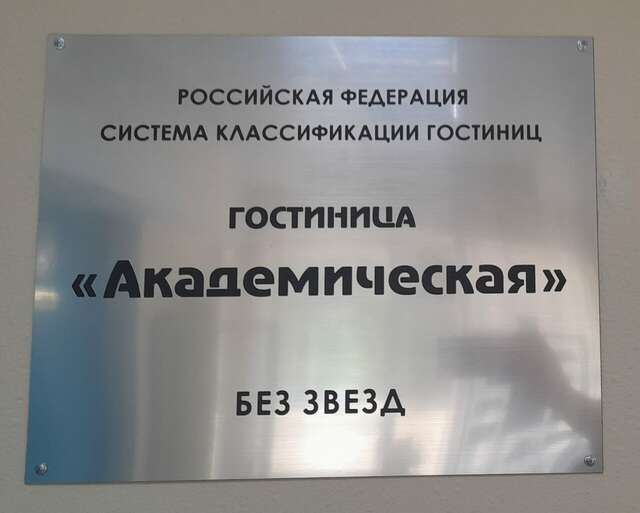 РОССИЙСКАЯ ФЕДЕРАЦИЯ
СИСТЕМА КЛАССИФИКАЦИИ ГОСТИНИЦ
ГОСТИНИЦА
«Академическая»
БЕЗ ЗВЕЗД